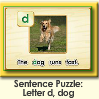 d
The dog runs fast.
Sentence Puzzle:
Letter d, dog